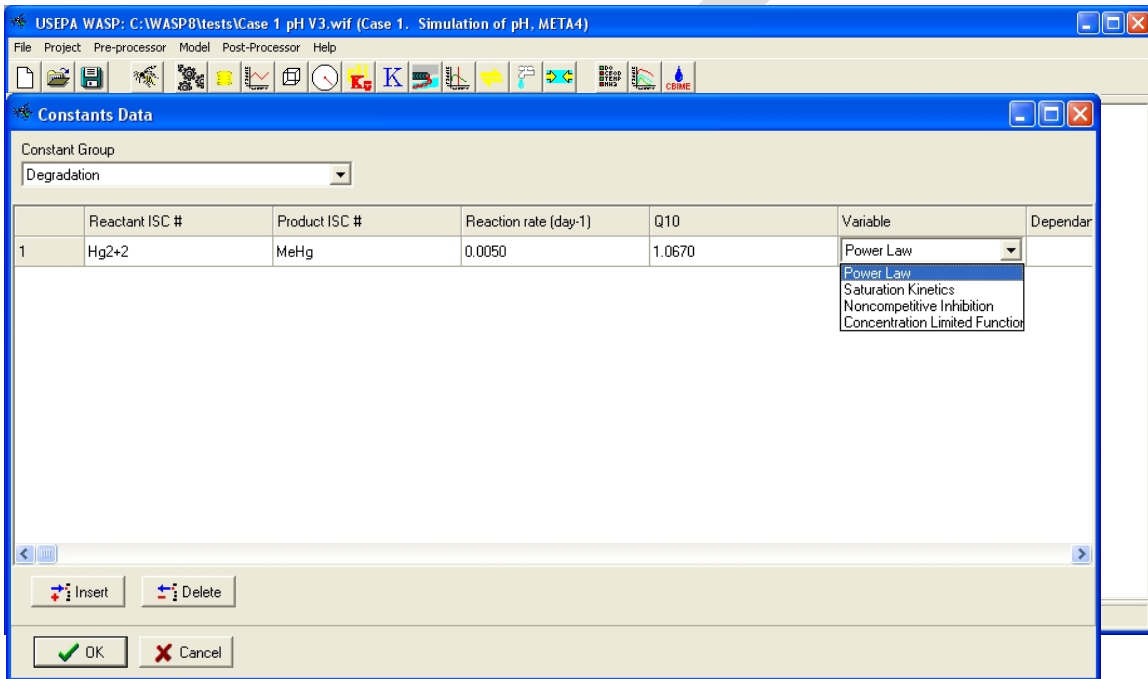 USEPA WASP: C:\WASP8\tests\Case 1 pH V3.wif (Case 1. Simulation of pH, META4)
File Project Pre-processor Model Post-Processor Help
K CBIME
Constants Data
Constant Group
Degradation
Reactant ISC # Product ISC # Reaction rate (day-1) Q10 Variable Dependan
1 Hg2+2 MeHg 0.0050 1.0670 Power Law
Power Law
Saturation Kinetics
Noncompetitive Inhibition
Concentration Limited Function
Insert Delete
OK Cancel